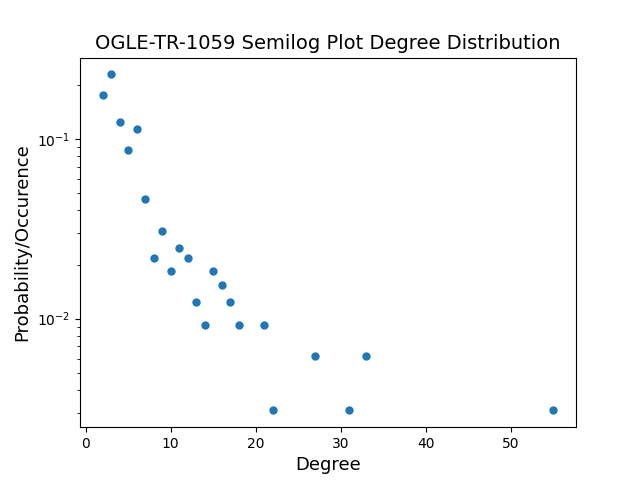 OGLE-TR-1059 Semilog Plot Degree Distribution
10⁻¹
10⁻²
Probability/Occurence
0 10 20 30 40 50
Degree